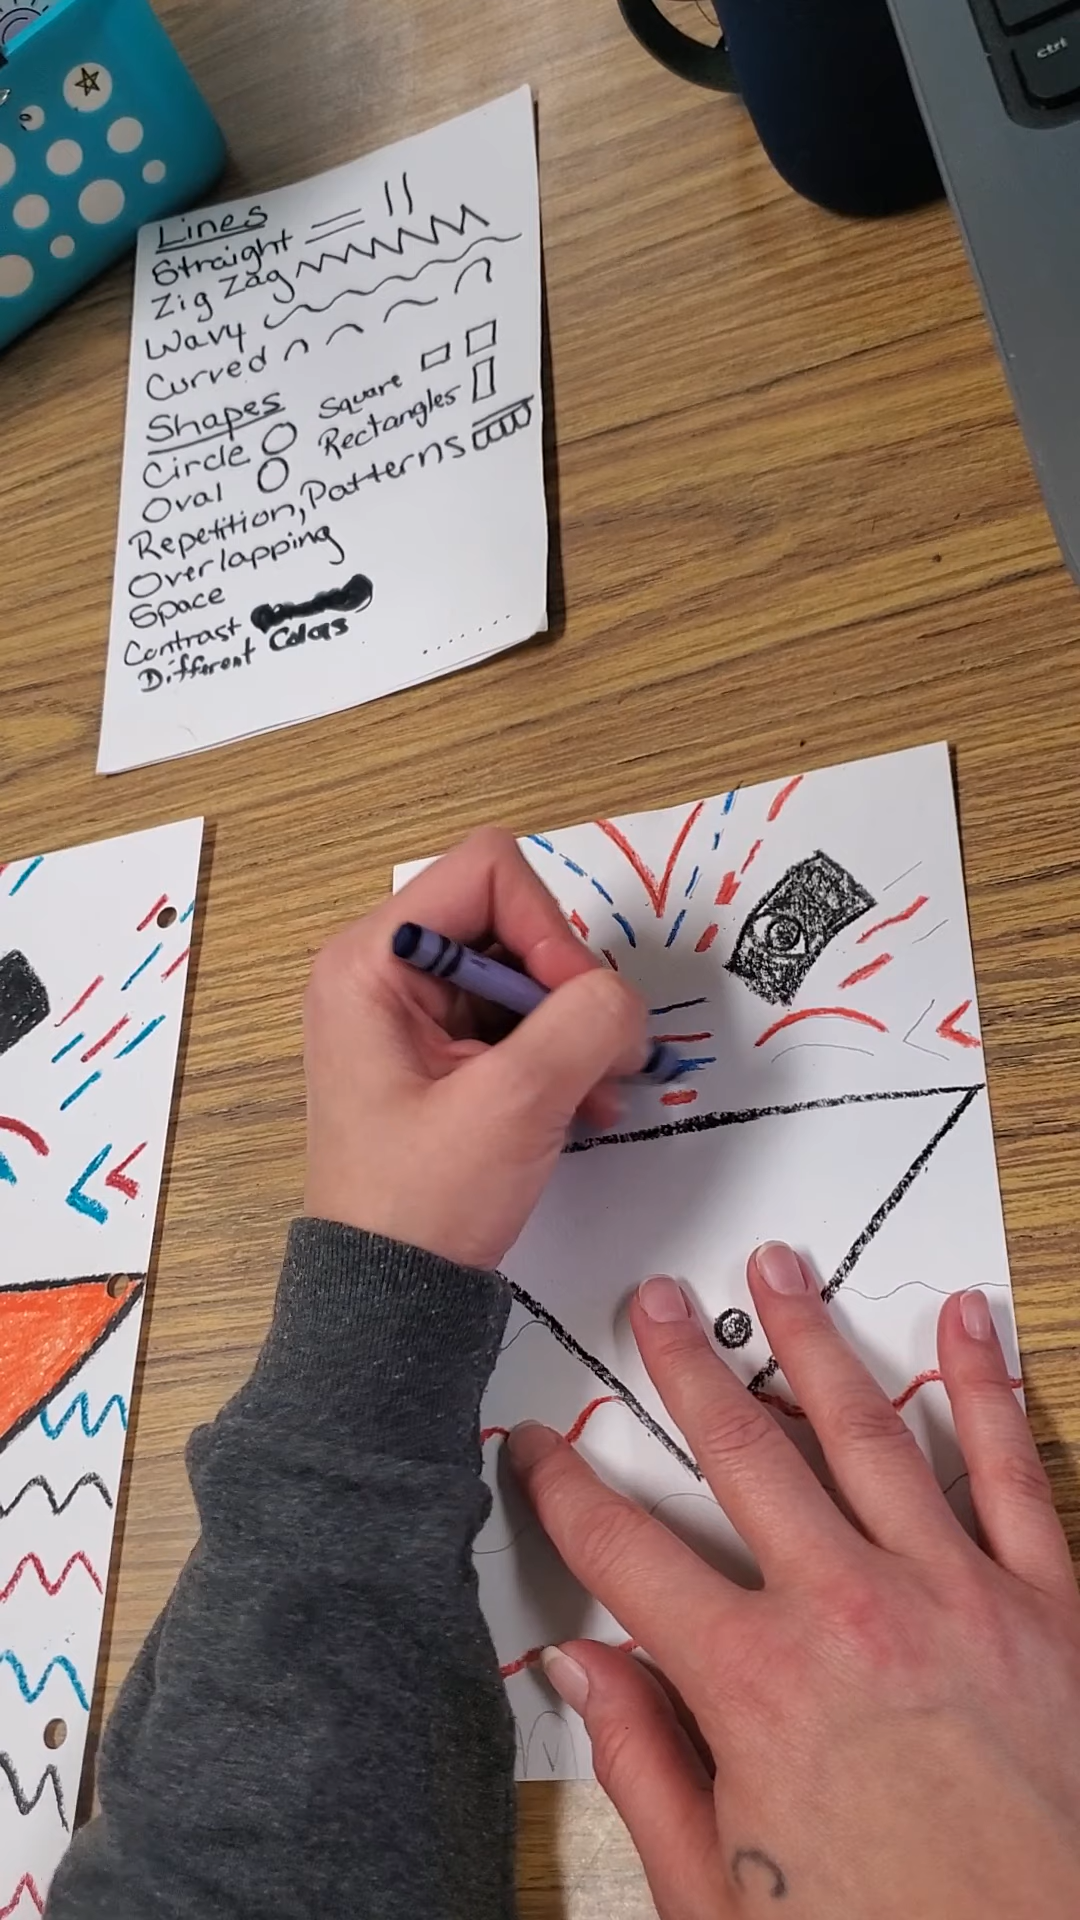 Lines
Straight
Zig Zag
Wavy
Curved
Shapes
Circle Square
Oval Rectangles
Repetition, Patterns
Overlapping
Space
Contrast
Different Colors
ctrl